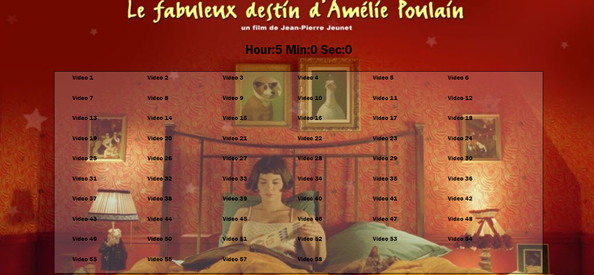 Le fabuleux destin d'Amélie Poulain
un film de Jean-Pierre Jeunet
Hour:5 Min:0 Sec:0
Video 1 Video 2 Video 3 Video 4 Video 5 Video 6
Video 7 Video 8 Video 9 Video 10 Video 11 Video 12
Video 13 Video 14 Video 15 Video 16 Video 17 Video 18
Video 19 Video 20 Video 21 Video 22 Video 23 Video 24
Video 25 Video 26 Video 27 Video 28 Video 29 Video 30
Video 31 Video 32 Video 33 Video 34 Video 35 Video 36
Video 37 Video 38 Video 39 Video 40 Video 41 Video 42
Video 43 Video 44 Video 45 Video 46 Video 47 Video 48
Video 49 Video 50 Video 51 Video 52 Video 53 Video 54
Video 55 Video 56 Video 57 Video 58